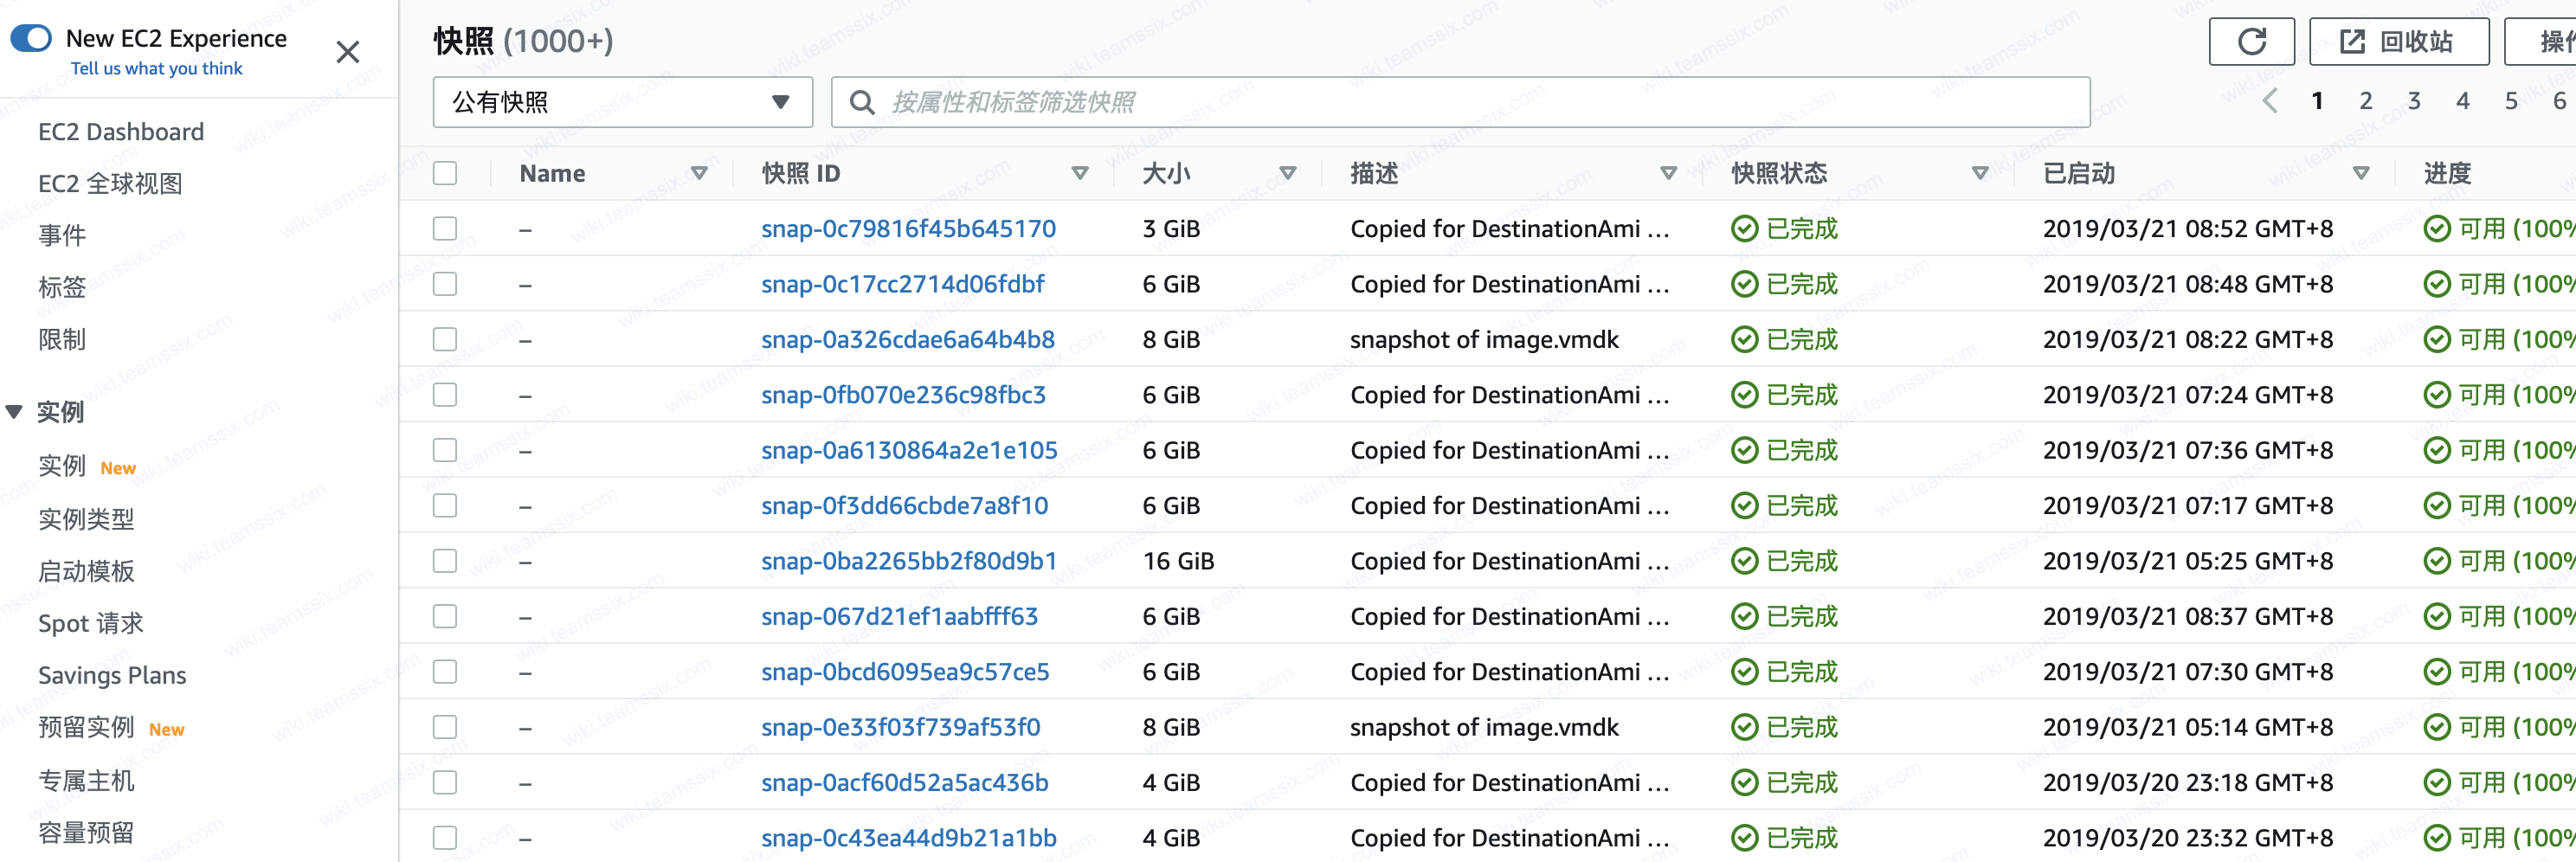 New EC2 Experience
Tell us what you think
EC2 Dashboard
EC2 全球视图
事件
标签
限制
实例
实例 New
实例类型
启动模板
Spot 请求
Savings Plans
预留实例 New
专属主机
容量预留
快照 (1000+)
回收站
公有快照
按属性和标签筛选快照
1 2 3 4 5 6
Name 快照 ID 大小 描述 快照状态 已启动 进度
– snap-0c79816f45b645170 3 GiB Copied for DestinationAmi ... 已完成 2019/03/21 08:52 GMT+8 可用 (100%
– snap-0c17cc2714d06fdbf 6 GiB Copied for DestinationAmi ... 已完成 2019/03/21 08:48 GMT+8 可用 (100%
– snap-0a326cdae6a64b4b8 8 GiB snapshot of image.vmdk 已完成 2019/03/21 08:22 GMT+8 可用 (100%
– snap-0fb070e236c98fbc3 6 GiB Copied for DestinationAmi ... 已完成 2019/03/21 07:24 GMT+8 可用 (100%
– snap-0a6130864a2e1e105 6 GiB Copied for DestinationAmi ... 已完成 2019/03/21 07:36 GMT+8 可用 (100%
– snap-0f3dd66cbde7a8f10 6 GiB Copied for DestinationAmi ... 已完成 2019/03/21 07:17 GMT+8 可用 (100%
– snap-0ba2265bb2f80d9b1 16 GiB Copied for DestinationAmi ... 已完成 2019/03/21 05:25 GMT+8 可用 (100%
– snap-067d21ef1aabfff63 6 GiB Copied for DestinationAmi ... 已完成 2019/03/21 08:37 GMT+8 可用 (100%
– snap-0bcd6095ea9c57ce5 6 GiB Copied for DestinationAmi ... 已完成 2019/03/21 07:30 GMT+8 可用 (100%
– snap-0e33f03f739af53f0 8 GiB snapshot of image.vmdk 已完成 2019/03/21 05:14 GMT+8 可用 (100%
– snap-0acf60d52a5ac436b 4 GiB Copied for DestinationAmi ... 已完成 2019/03/20 23:18 GMT+8 可用 (100%
– snap-0c43ea44d9b21a1bb 4 GiB Copied for DestinationAmi ... 已完成 2019/03/20 23:32 GMT+8 可用 (100%
wiki.teamssix.com